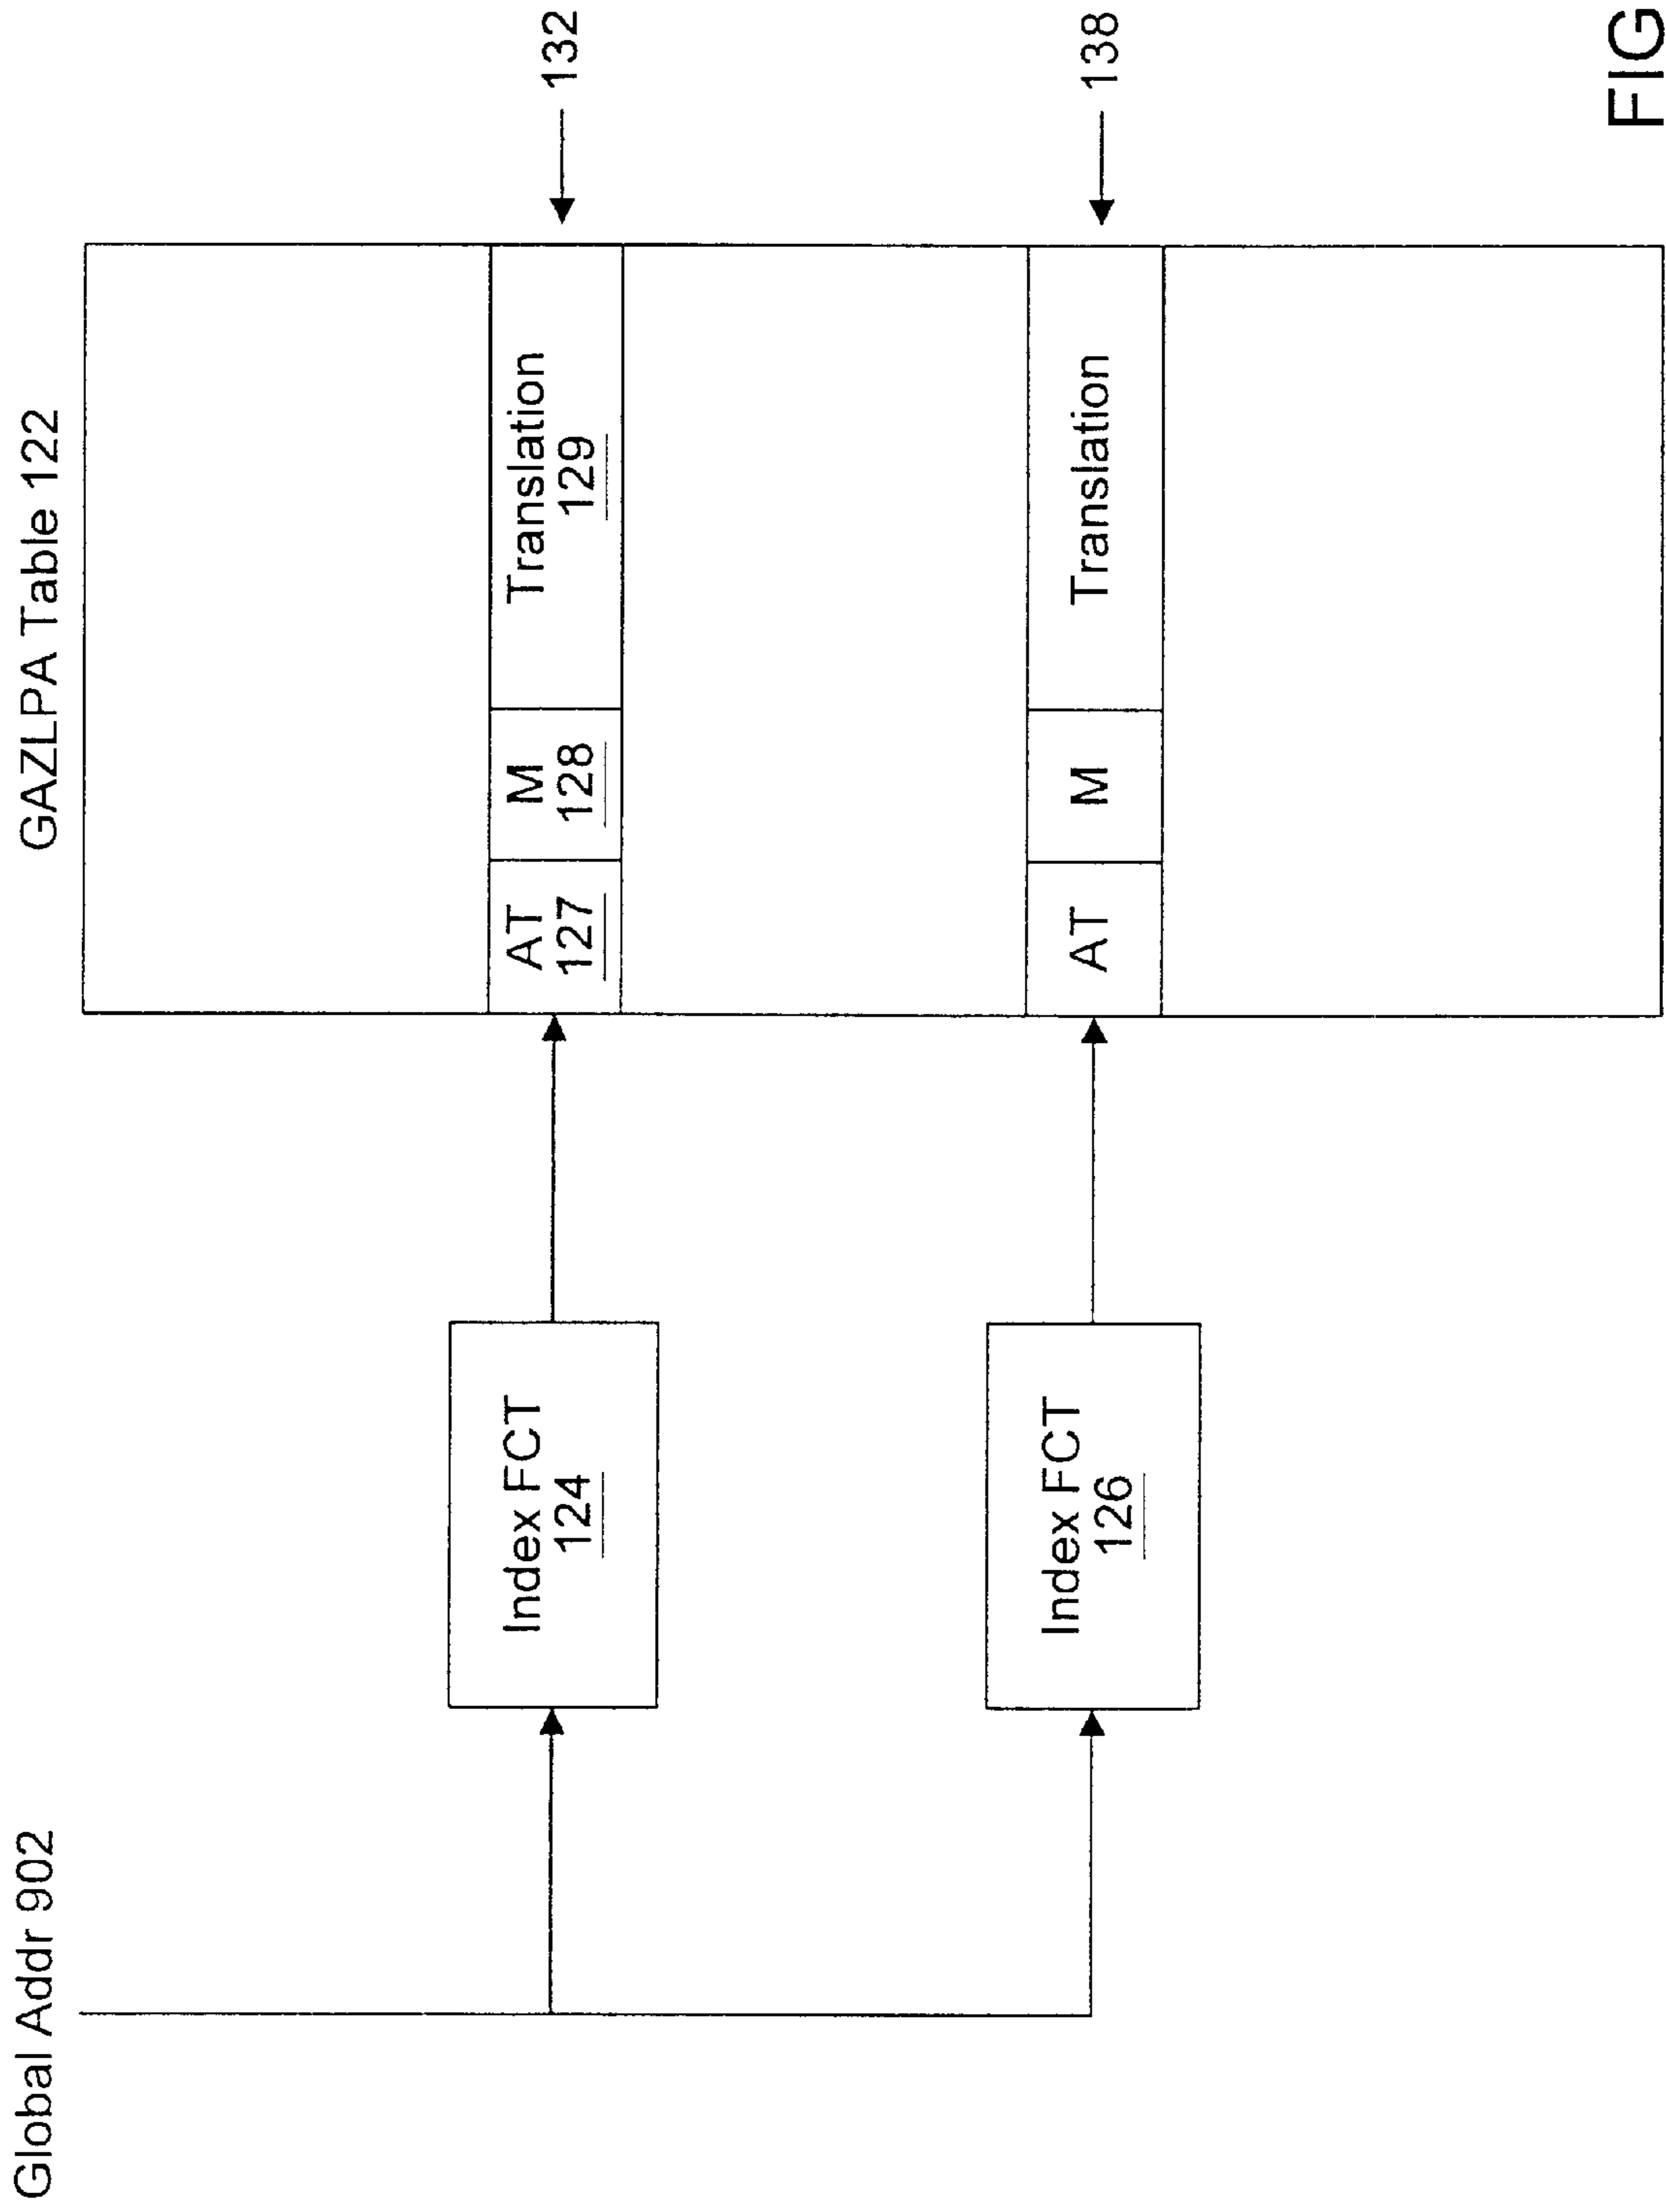 Global Addr 902
GAZLPA Table 122
Index FCT
124
AT
127
M
128
Translation
129
132
Index FCT
126
AT
M
Translation
138
FIG